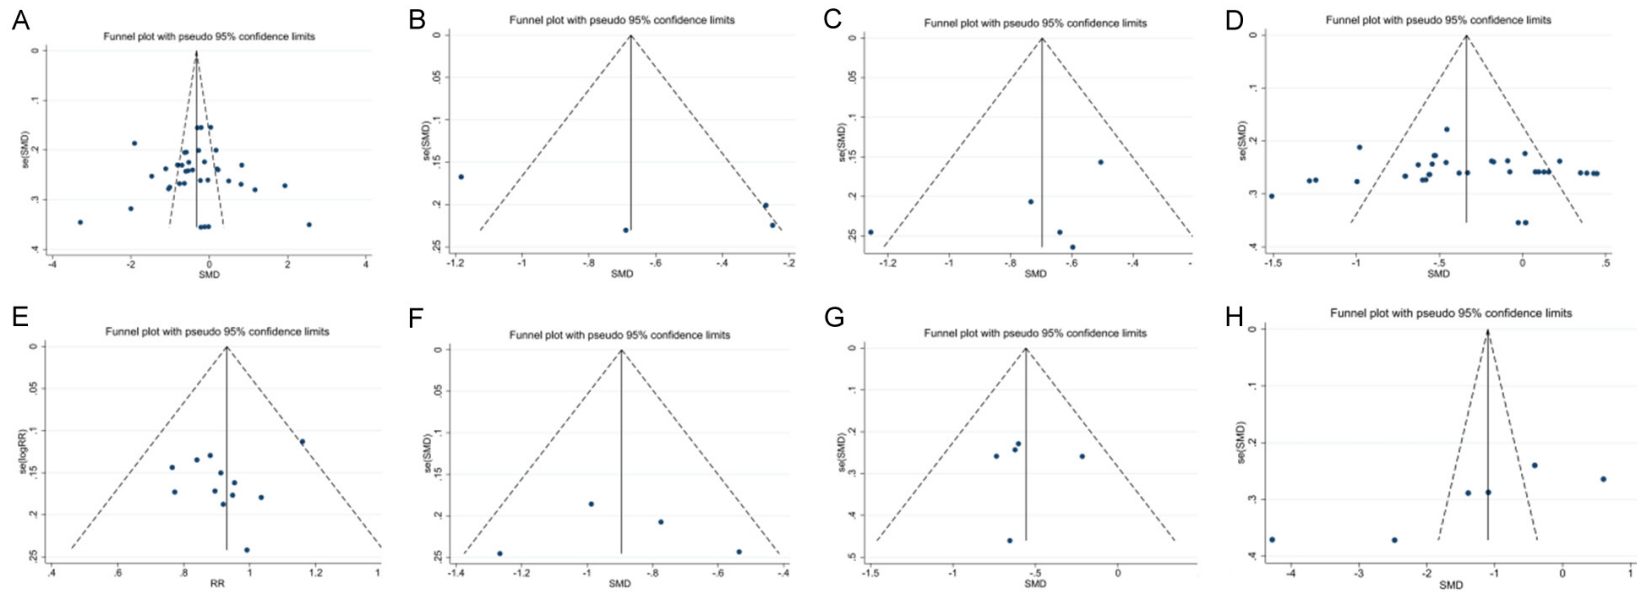 A
Funnel plot with pseudo 95% confidence limits
se(SMD)
0
.1
.2
.3
.4
-4
-2
0
2
4
SMD
B
Funnel plot with pseudo 95% confidence limits
se(SMD)
0
.05
.1
.15
.2
.25
-1.2
-1
-.8
-.6
-.4
-.2
SMD
C
Funnel plot with pseudo 95% confidence limits
se(SMD)
0
.05
.1
.15
.2
.25
-1.2
-1
-.8
-.6
-.4
-.
SMD
D
Funnel plot with pseudo 95% confidence limits
se(SMD)
0
.1
.2
.3
.4
-1.5
-1
-.5
0
.5
SMD
E
Funnel plot with pseudo 95% confidence limits
se(logRR)
0
.05
.1
.15
.2
.25
.4
.6
.8
1
1.2
1
RR
F
Funnel plot with pseudo 95% confidence limits
se(SMD)
0
.05
.1
.15
.2
.25
-1.4
-1.2
-1
-.8
-.6
-.4
SMD
G
Funnel plot with pseudo 95% confidence limits
se(SMD)
0
.1
.2
.3
.4
.5
-1.5
-1
-.5
0
SMD
H
Funnel plot with pseudo 95% confidence limits
se(SMD)
0
.1
.2
.3
.4
-4
-3
-2
-1
0
1
SMD